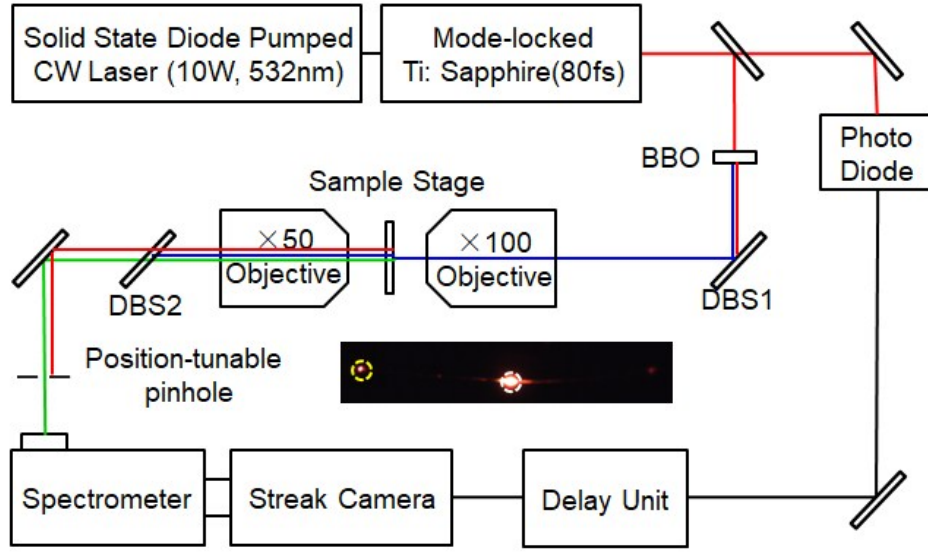 Solid State Diode Pumped
CW Laser (10W, 532nm)
Mode-locked
Ti: Sapphire(80fs)
BBO
Photo
Diode
Sample Stage
×50
Objective
×100
Objective
DBS2
DBS1
Position-tunable
pinhole
Spectrometer
Streak Camera
Delay Unit